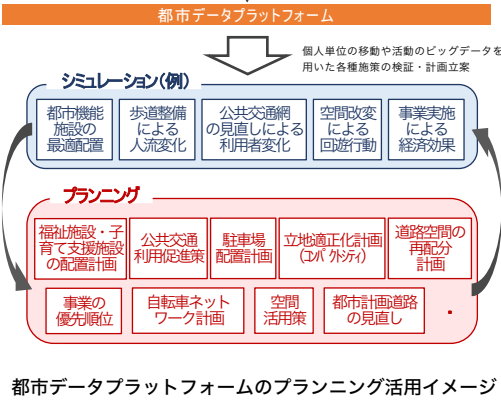 都市データプラットフォーム
個人単位の移動や活動のビッグデータを
用いた各種施策の検証・計画立案
シミュレーション(例)
都市機能
施設の
最適配置
歩道整備
による
人流変化
公共交通網
の見直しによる
利用者変化
空間改変
による
回遊行動
事業実施
による
経済効果
プランニング
福祉施設・子
育て支援施設
の配置計画
公共交通
利用促進策
駐車場
配置計画
立地適正化計画
(コンパクトシティ)
道路空間の
再配分
計画
事業の
優先順位
自転車ネット
ワーク計画
空間
活用策
都市計画道路
の見直し
・
都市データプラットフォームのプランニング活用イメージ